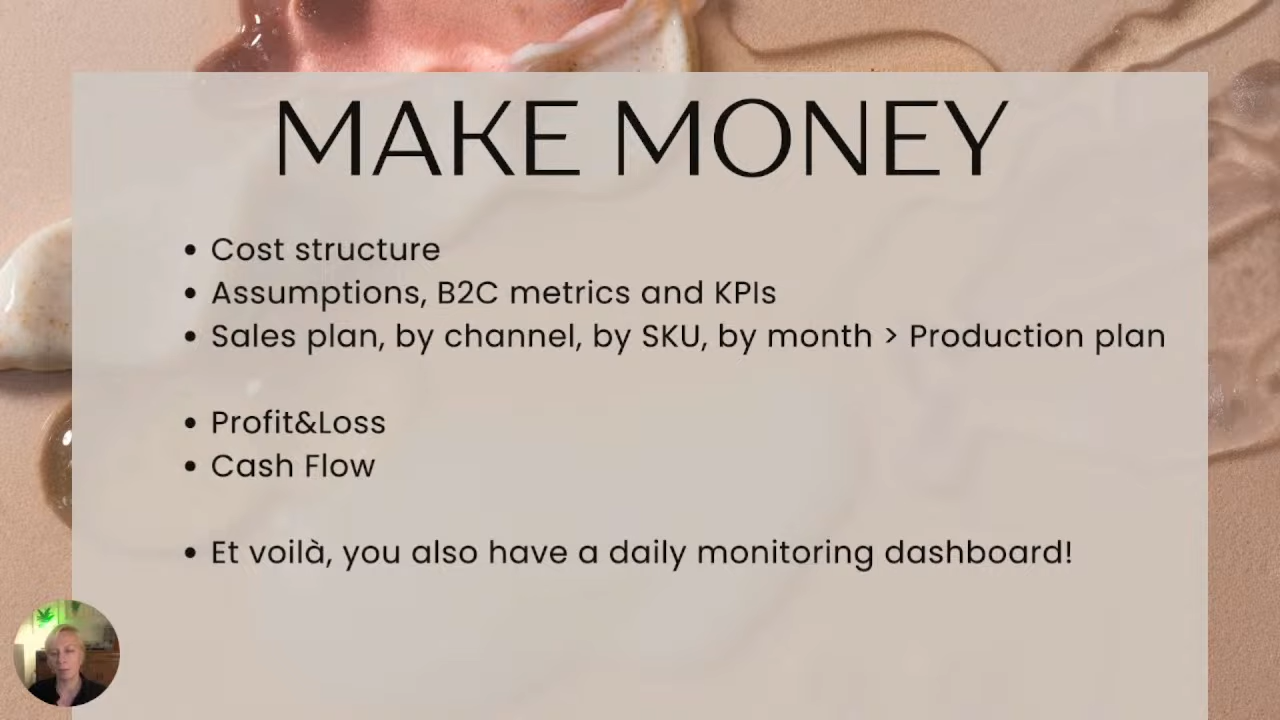 MAKE MONEY
• Cost structure
• Assumptions, B2C metrics and KPIs
• Sales plan, by channel, by SKU, by month > Production plan
• Profit&Loss
• Cash Flow
• Et voilà, you also have a daily monitoring dashboard!